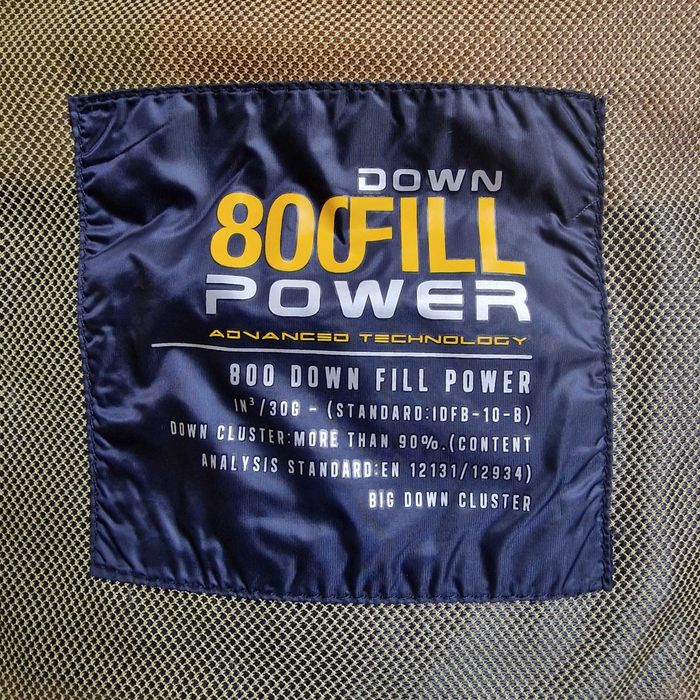 DOWN
800FILL
POWER
ADVANCED TECHNOLOGY
800 DOWN FILL POWER
IN³/30G - (STANDARD:IDFB-10-B)
DOWN CLUSTER:MORE THAN 90%.(CONTENT
ANALYSIS STANDARD:EN 12131/12934)
BIG DOWN CLUSTER